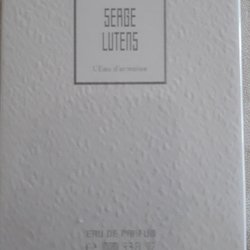 SERGE
LUTENS
L'Eau d'armoise
EAU DE PARFUM